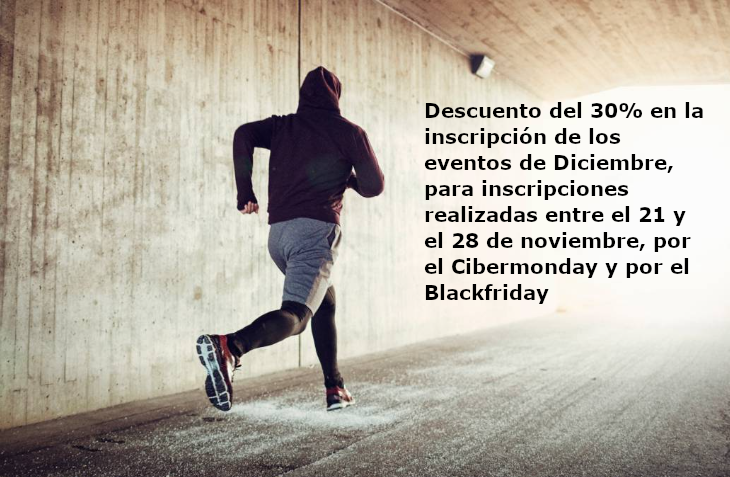 Descuento del 30% en la
inscripción de los
eventos de Diciembre,
para inscripciones
realizadas entre el 21 y
el 28 de noviembre, por
el Cibermonday y por el
Blackfriday